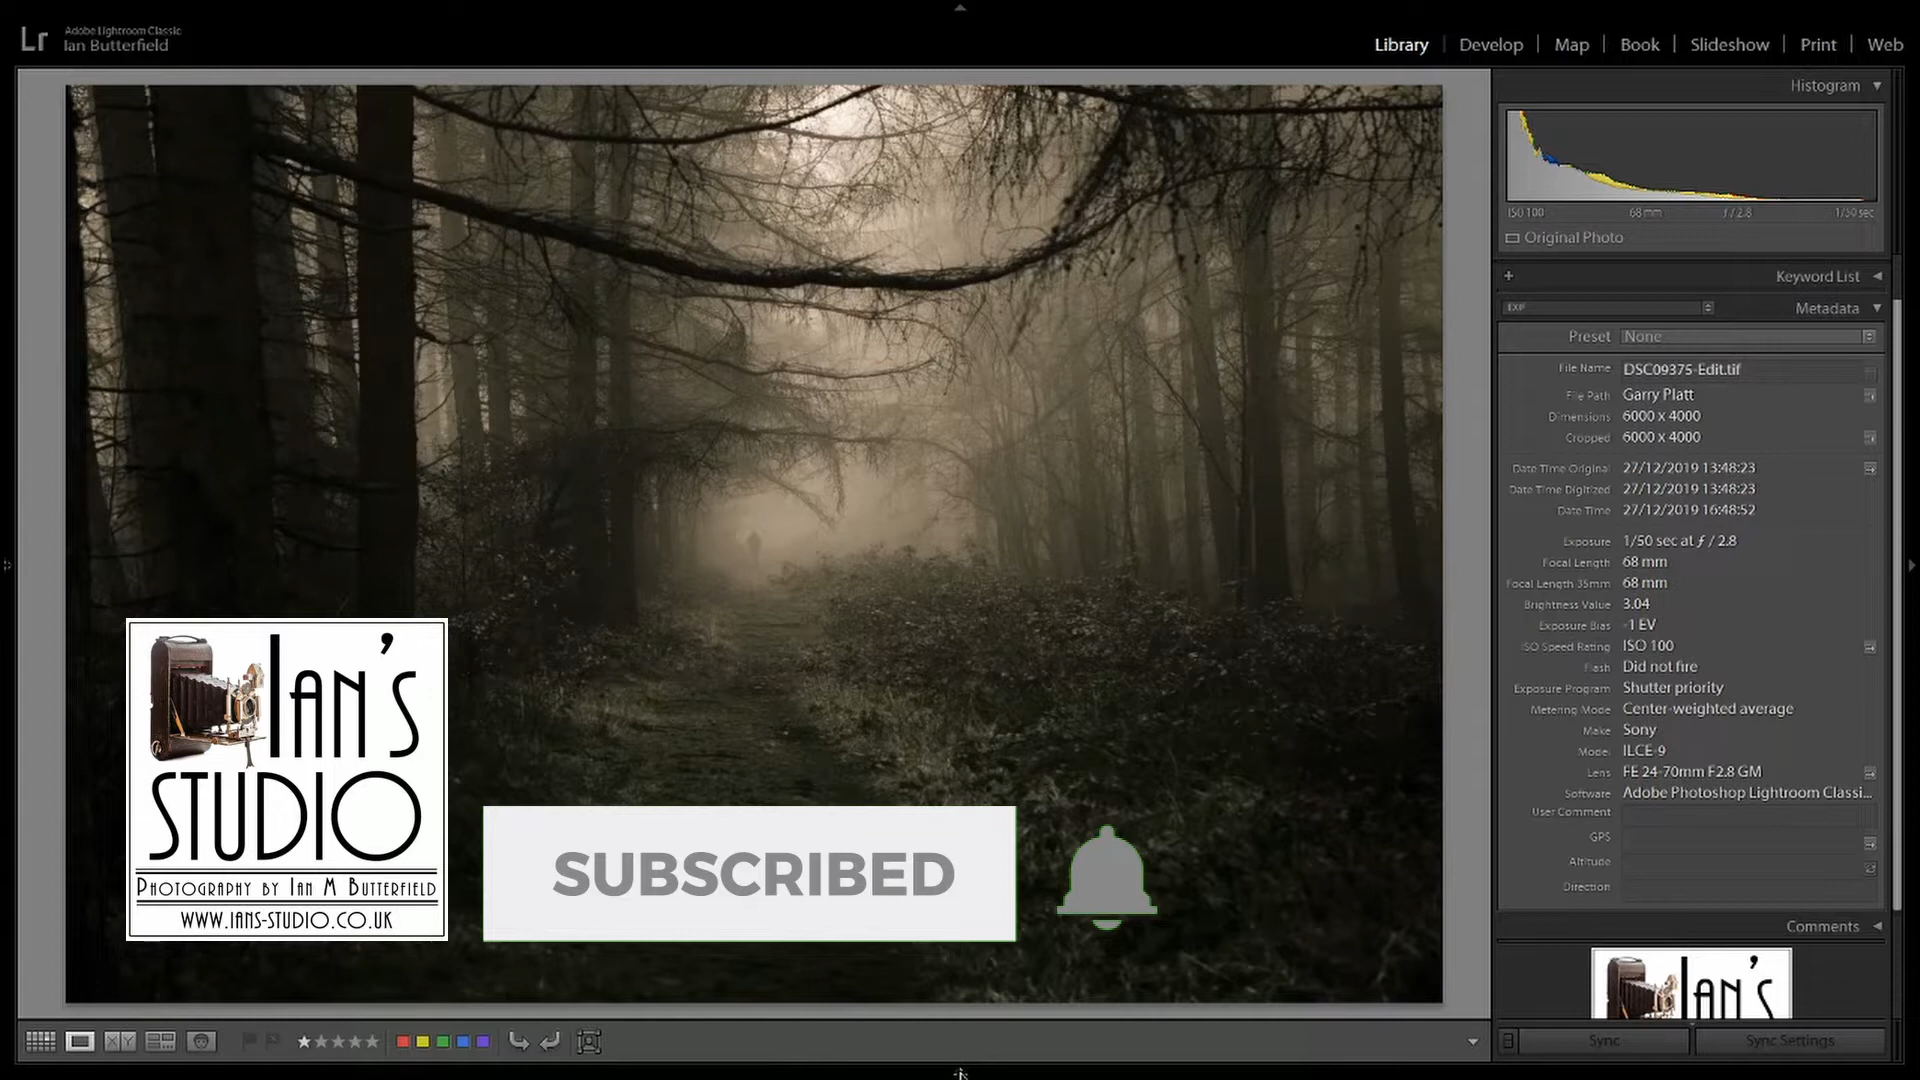 Lr
Adobe Lightroom Classic
Ian Butterfield
Library | Develop | Map | Book | Slideshow | Print | Web
Histogram
ISO 100 68 mm ƒ / 2.8 1/50 sec
Original Photo
+ Keyword List
EXIF Metadata
Preset None
File Name DSC09375-Edit.tif
File Path Garry Platt
Dimensions 6000 x 4000
Cropped 6000 x 4000
Date Time Original 27/12/2019 13:48:23
Date Time Digitized 27/12/2019 13:48:23
Date Time 27/12/2019 16:48:52
Exposure 1/50 sec at ƒ / 2.8
Focal Length 68 mm
Focal Length 35mm 68 mm
Brightness Value 3.04
Exposure Bias -1 EV
ISO Speed Rating ISO 100
Flash Did not fire
Exposure Program Shutter priority
Metering Mode Center-weighted average
Make Sony
Model ILCE-9
Lens FE 24-70mm F2.8 GM
Software Adobe Photoshop Lightroom Classi...
User Comment
GPS
Altitude
Direction
Comments
IAN'S
STUDIO
PHOTOGRAPHY BY IAN M BUTTERFIELD
WWW.IANS-STUDIO.CO.UK
SUBSCRIBED
IAN'S
XY
Sync
Sync Settings